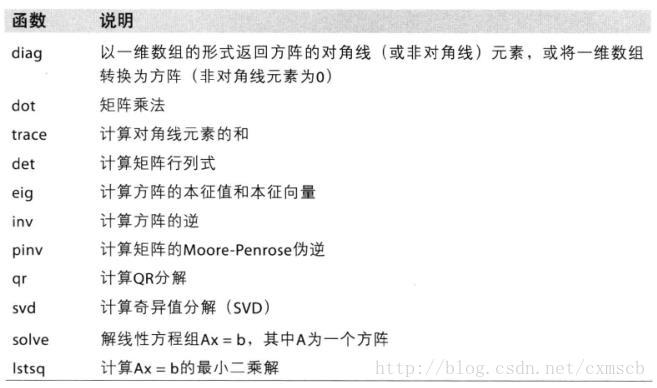 函数 说明
diag 以一维数组的形式返回方阵的对角线（或非对角线）元素，或将一维数组
转换为方阵（非对角线元素为0）
dot 矩阵乘法
trace 计算对角线元素的和
det 计算矩阵行列式
eig 计算方阵的本征值和本征向量
inv 计算方阵的逆
pinv 计算矩阵的Moore-Penrose伪逆
qr 计算QR分解
svd 计算奇异值分解（SVD）
solve 解线性方程组Ax = b，其中A为一个方阵
lstsq 计算Ax = b的最小二乘解
http://blog.csdn.net/cxmscb